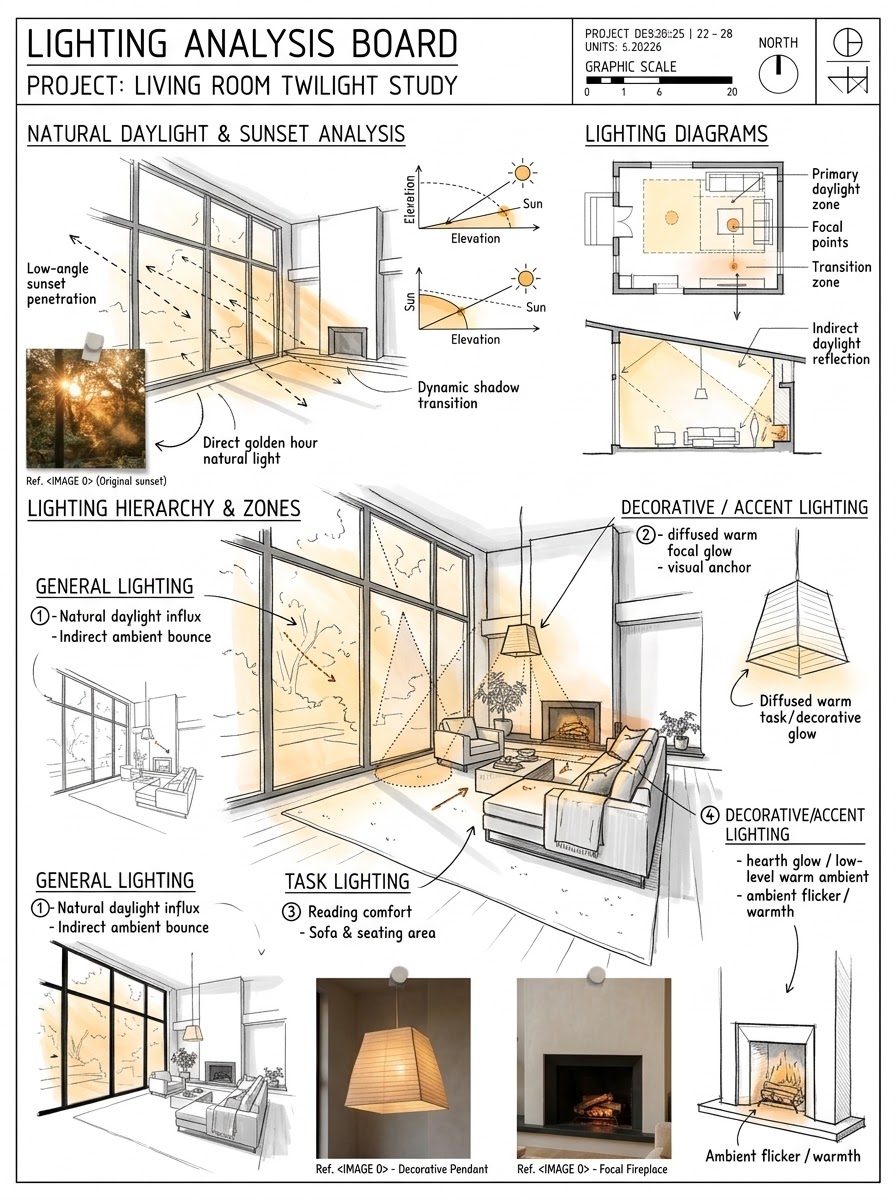 LIGHTING ANALYSIS BOARD
PROJECT: LIVING ROOM TWILIGHT STUDY
PROJECT
UNITS:
GRAPHIC SCALE
0 1 6 20
NORTH
NATURAL DAYLIGHT & SUNSET ANALYSIS
Low-angle
sunset
penetration
Elevation
Sun
Elevation
Sun
Sun
Elevation
Dynamic shadow
transition
Direct golden hour
natural light
Ref. <IMAGE 0> (Original sunset)
LIGHTING DIAGRAMS
Primary
daylight
zone
Focal
points
Transition
zone
Indirect
daylight
reflection
LIGHTING HIERARCHY & ZONES
GENERAL LIGHTING
1 - Natural daylight influx
- Indirect ambient bounce
DECORATIVE / ACCENT LIGHTING
2 - diffused warm
focal glow
- visual anchor
Diffused warm
task/decorative
glow
4 DECORATIVE/ACCENT
LIGHTING
- hearth glow / low-
level warm ambient
- ambient flicker /
warmth
GENERAL LIGHTING
1 - Natural daylight influx
- Indirect ambient bounce
TASK LIGHTING
3 Reading comfort
- Sofa & seating area
Ref. <IMAGE 0> - Decorative Pendant
Ref. <IMAGE 0> - Focal Fireplace
Ambient flicker / warmth